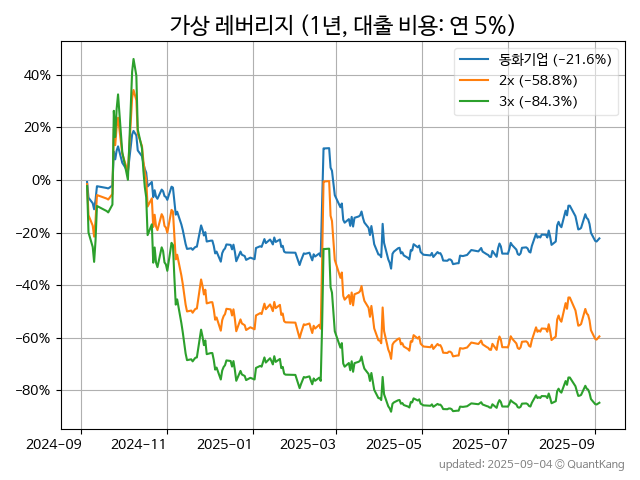 가상 레버리지 (1년, 대출 비용: 연 5%)
동화기업 (-21.6%)
2x (-58.8%)
3x (-84.3%)
40%
20%
0%
−20%
−40%
−60%
−80%
2024-09
2024-11
2025-01
2025-03
2025-05
2025-07
2025-09
updated: 2025-09-04 © QuantKang